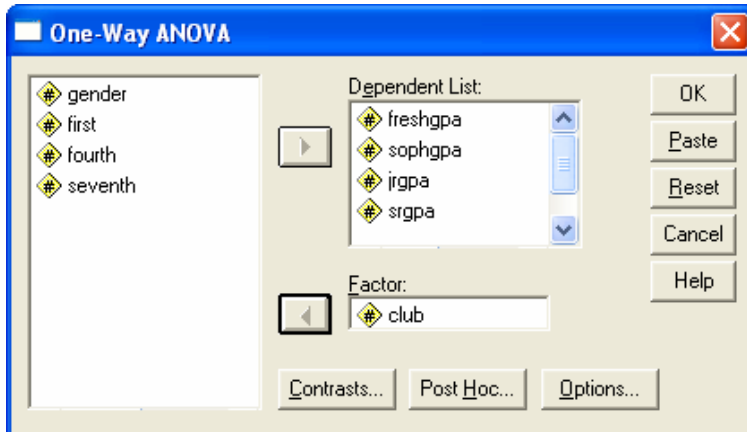 One-Way ANOVA
gender
first
fourth
seventh
Dependent List:
freshgpa
sophgpa
jrgpa
srgpa
Factor:
club
Contrasts...
Post Hoc...
Options...
OK
Paste
Reset
Cancel
Help